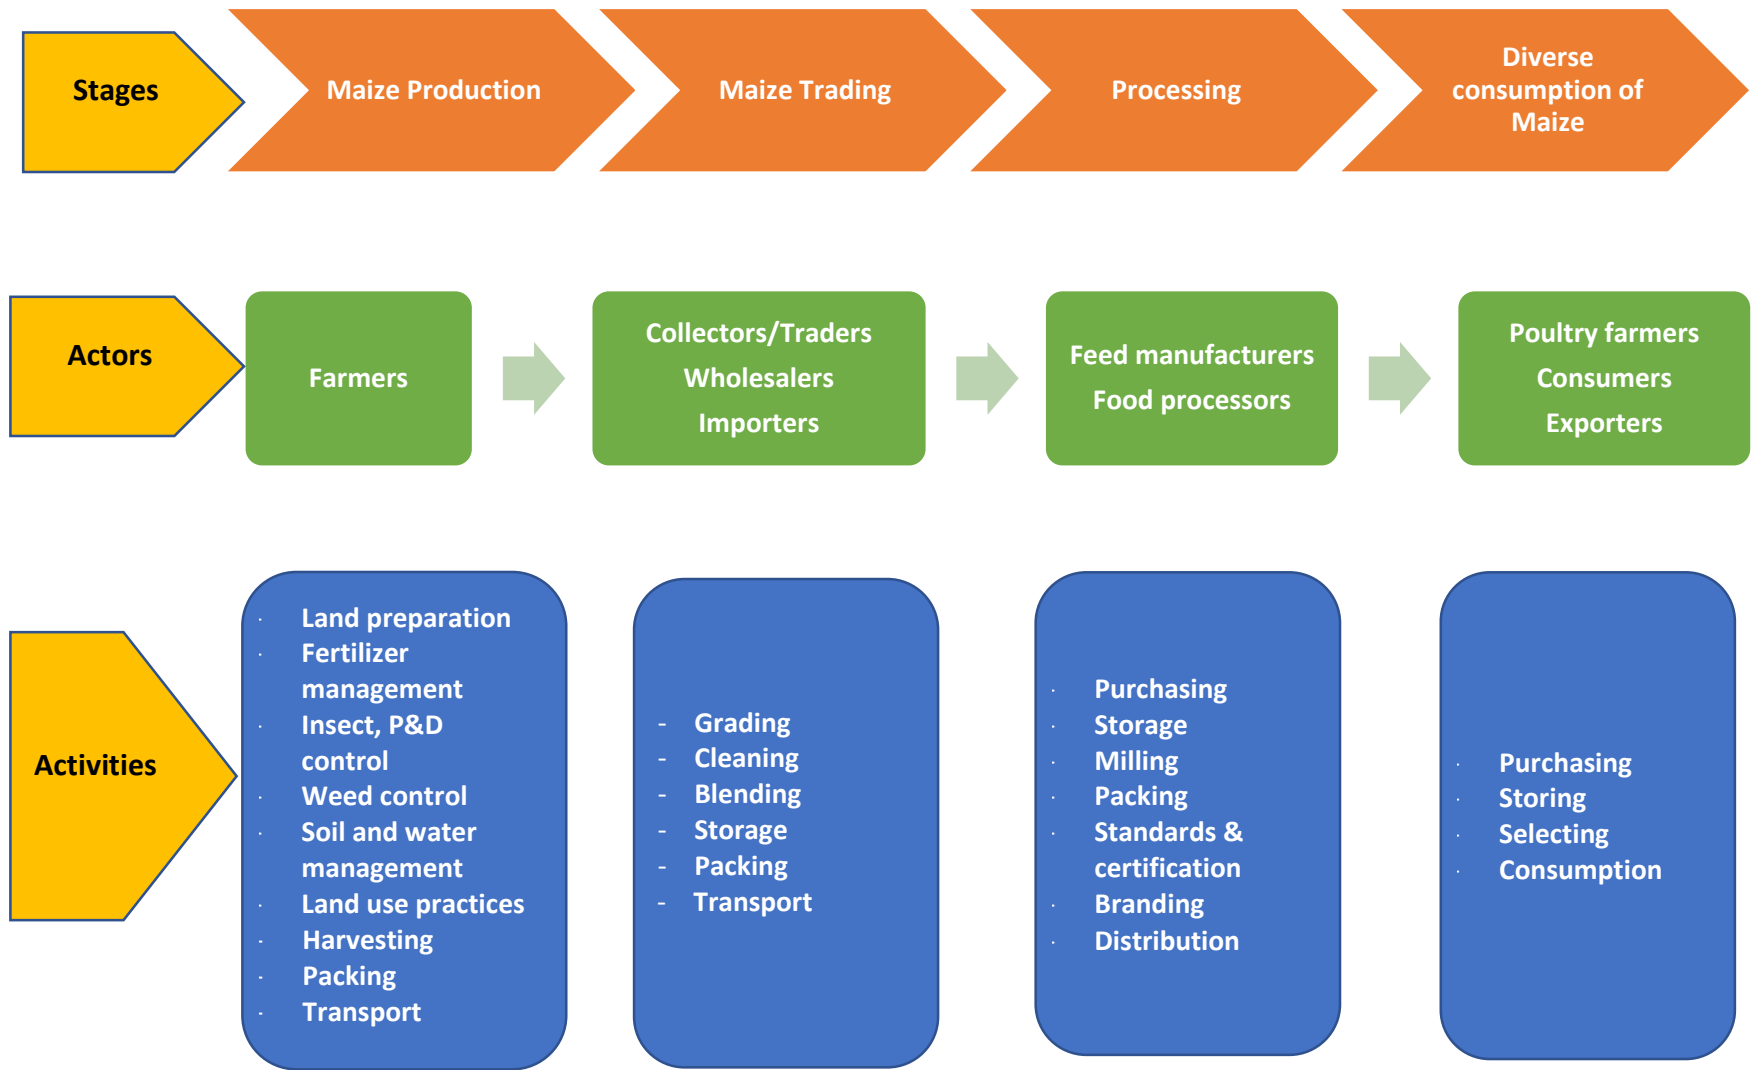 Stages
Maize Production
Maize Trading
Processing
Diverse
consumption of
Maize
Actors
Farmers
Collectors/Traders
Wholesalers
Importers
Feed manufacturers
Food processors
Poultry farmers
Consumers
Exporters
Activities
· Land preparation
· Fertilizer
management
· Insect, P&D
control
· Weed control
· Soil and water
management
· Land use practices
· Harvesting
· Packing
· Transport
- Grading
- Cleaning
- Blending
- Storage
- Packing
- Transport
· Purchasing
· Storage
· Milling
· Packing
· Standards &
certification
· Branding
· Distribution
· Purchasing
· Storing
· Selecting
· Consumption